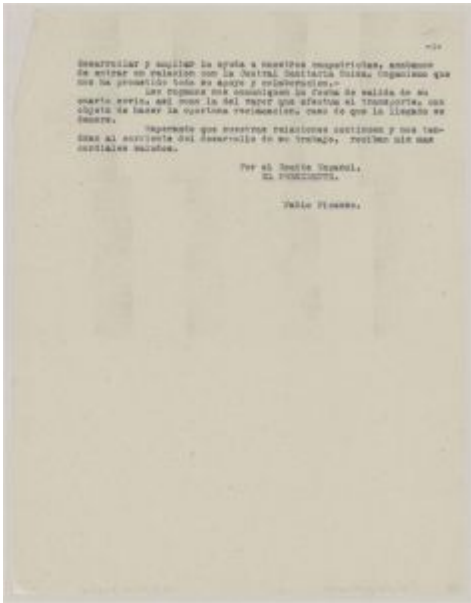 -2-
desarrollar y ampliar la ayuda a nuestros compatriotas, acabamos
de entrar en relacion con la Central Sanitaria Suiza, Organismo que
nos ha prometido todo su apoyo y colaboracion.-
Les rogamos nos comuniquen la fecha de salida de su
cuarto envio, asi como la del vapor que efectua el transporte, con
objeto de hacer la oportuna reclamacion, caso de que la llegada se
demore.
Esperando que nuestras relaciones continuen y nos ten-
dran al corriente del desarrollo de su trabajo, reciban mis mas
cordiales saludos.
Por el Comite Español.
EL PRESIDENTE.
Pablo Picasso.